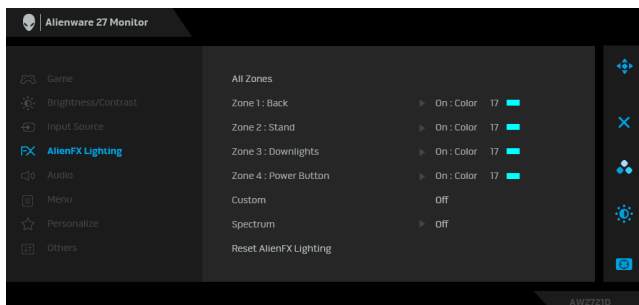 Alienware 27 Monitor
Game
Brightness/Contrast
Input Source
AlienFX Lighting
Audio
Menu
Personalize
Others
All Zones
Zone 1 : Back On : Color 17
Zone 2 : Stand On : Color 17
Zone 3 : Downlights On : Color 17
Zone 4 : Power Button On : Color 17
Custom Off
Spectrum Off
Reset AlienFX Lighting
AW2721D